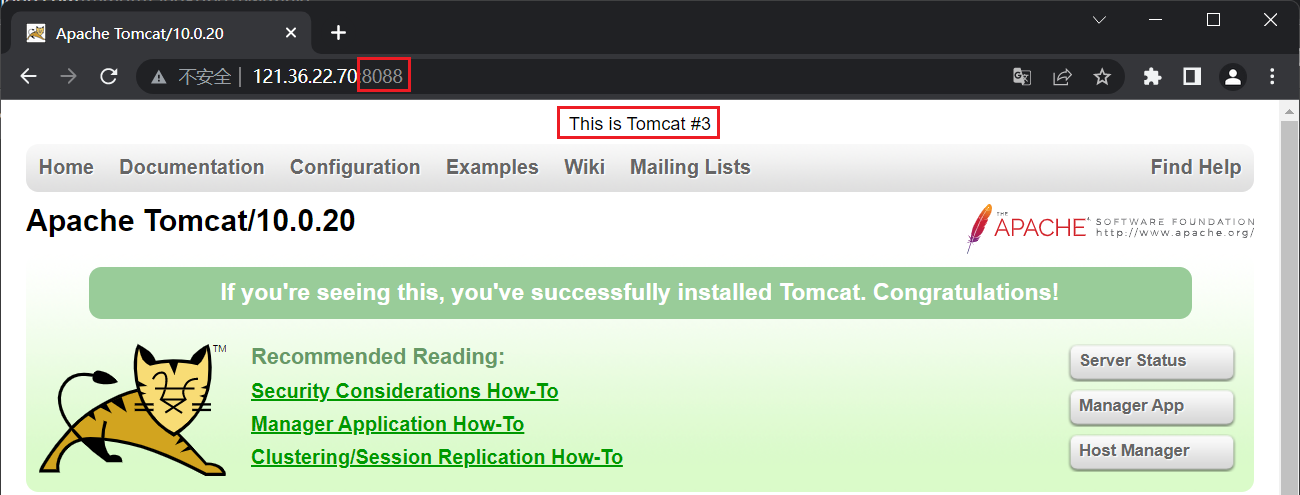 Apache Tomcat/10.0.20
不安全 121.36.22.70:8088
This is Tomcat #3
Home Documentation Configuration Examples Wiki Mailing Lists Find Help
Apache Tomcat/10.0.20
THE APACHE SOFTWARE FOUNDATION
http://www.apache.org/
If you're seeing this, you've successfully installed Tomcat. Congratulations!
TM
Recommended Reading:
Security Considerations How-To
Manager Application How-To
Clustering/Session Replication How-To
Server Status
Manager App
Host Manager